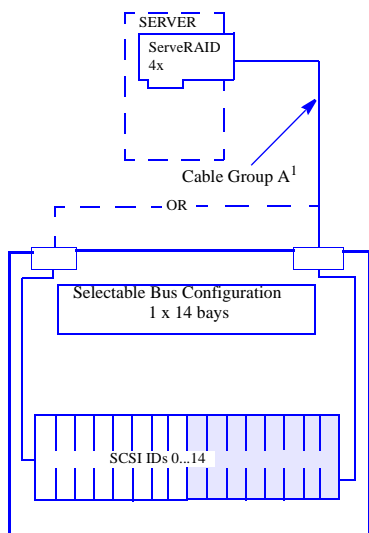 SERVER
ServeRAID
4x
Cable Group A1
OR
Selectable Bus Configuration
1 x 14 bays
SCSI IDs 0...14